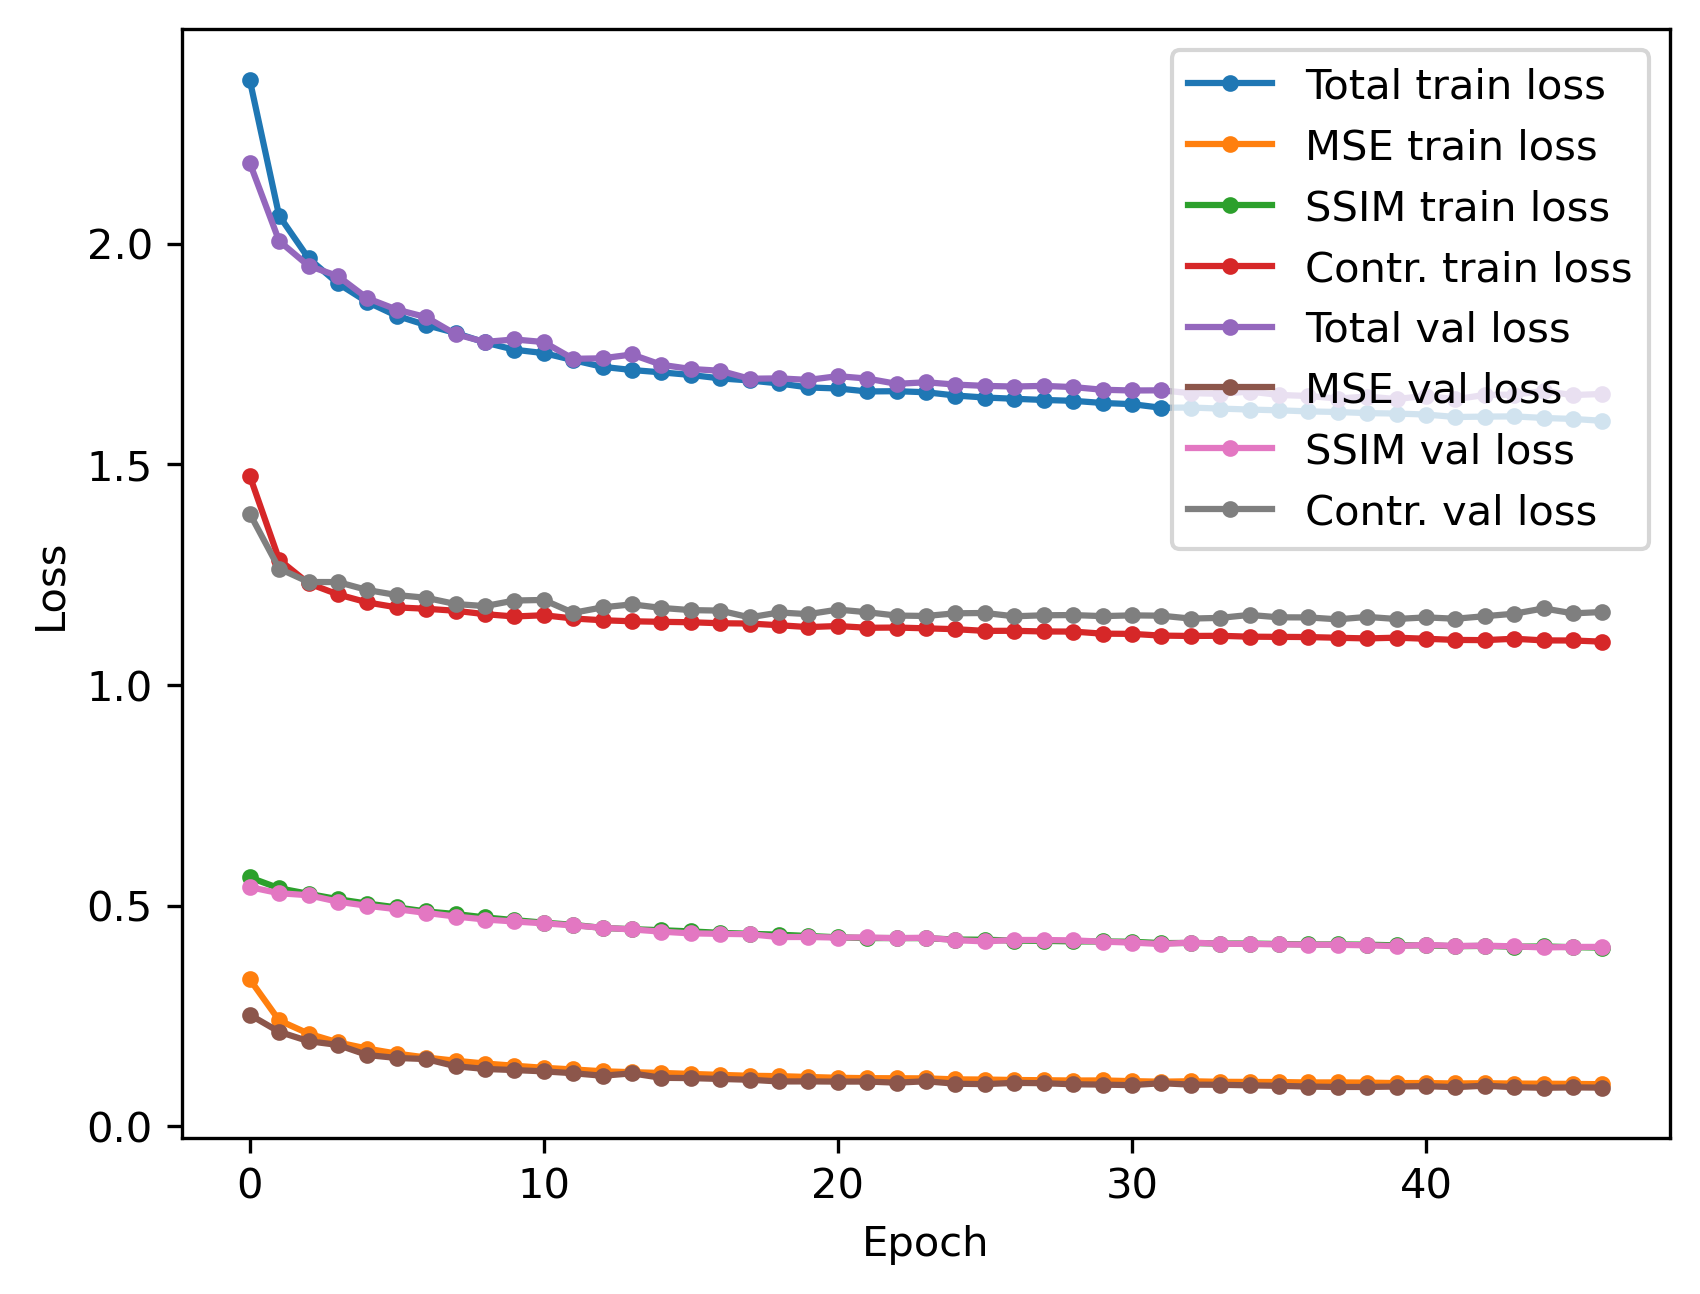 Total train loss
MSE train loss
SSIM train loss
Contr. train loss
Total val loss
MSE val loss
SSIM val loss
Contr. val loss
Loss
2.0
1.5
1.0
0.5
0.0
0 10 20 30 40
Epoch